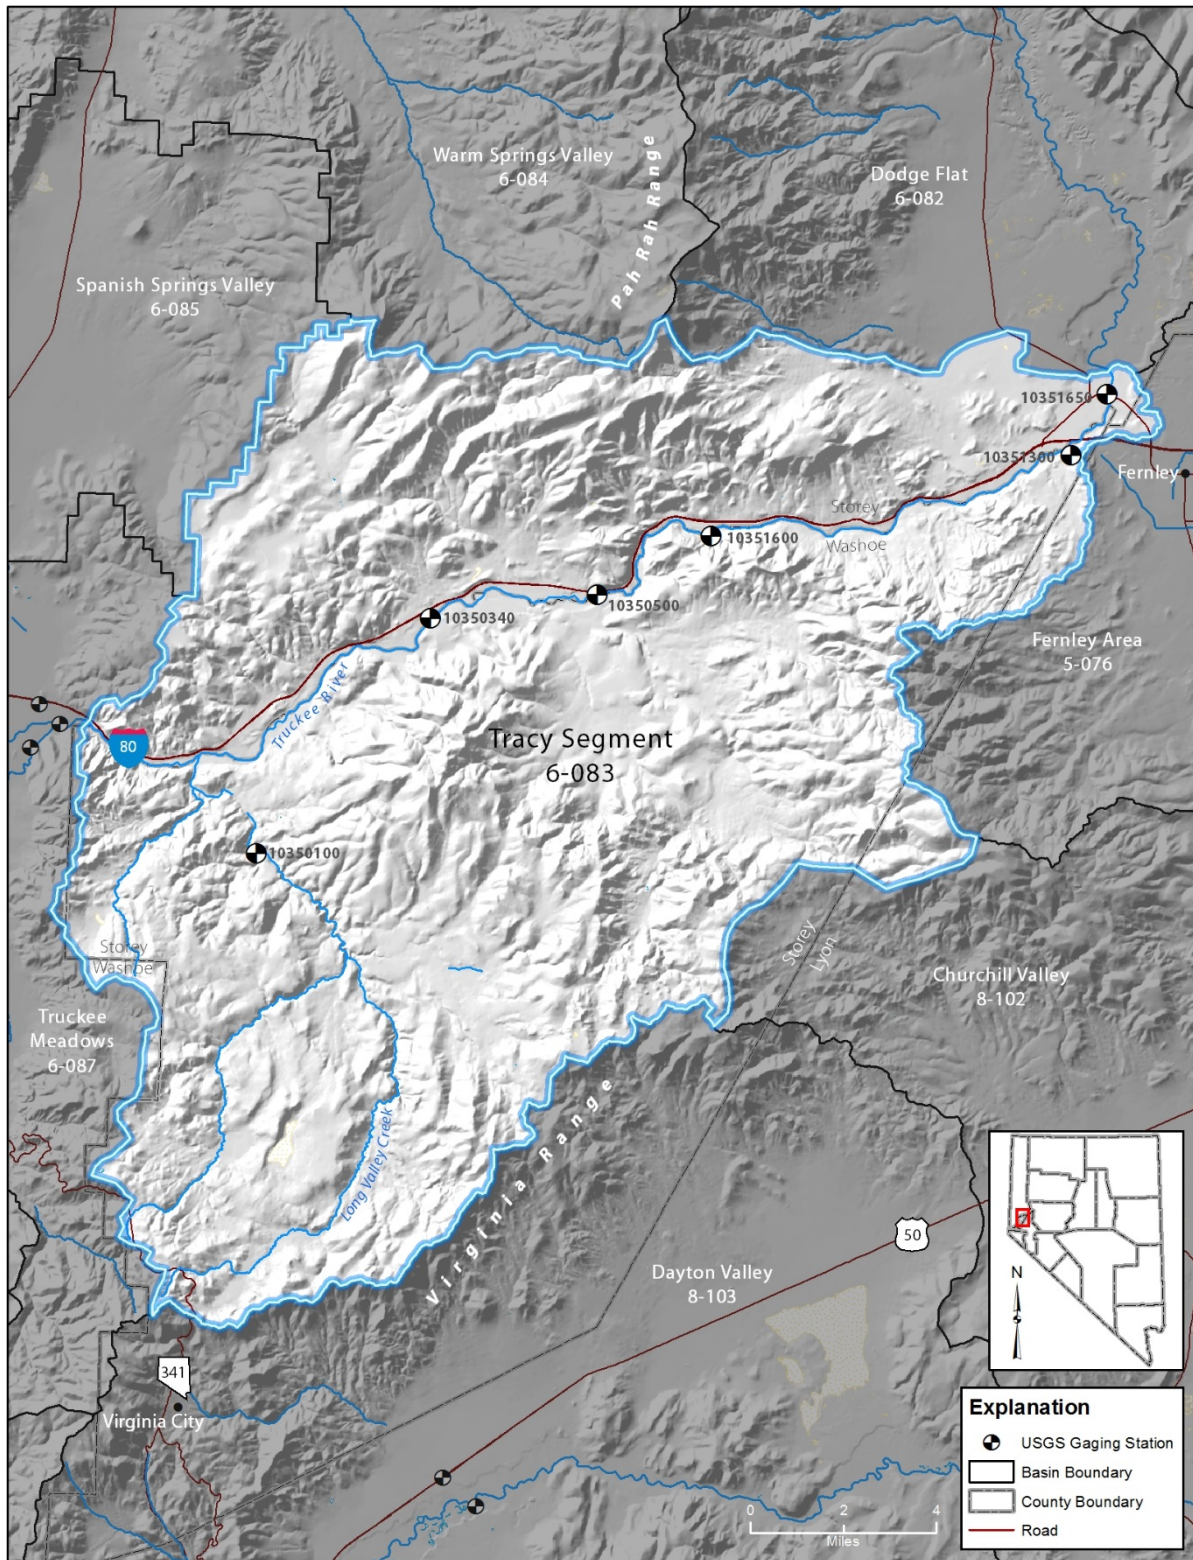 Warm Springs Valley
6-084
Pah Rah Range
Dodge Flat
6-082
Spanish Springs Valley
6-085
10351650
10351300
Fernley
Storey
Washoe
10351600
10350500
10350340
Fernley Area
5-076
Truckee River
80
Tracy Segment
6-083
10350100
Storey
Washoe
Storey
Lyon
Churchill Valley
8-102
Truckee
Meadows
6-087
Long Valley Creek
Virginia Range
50
Dayton Valley
8-103
N
341
Virginia City
Explanation
USGS Gaging Station
Basin Boundary
County Boundary
Road
0 2 4
Miles